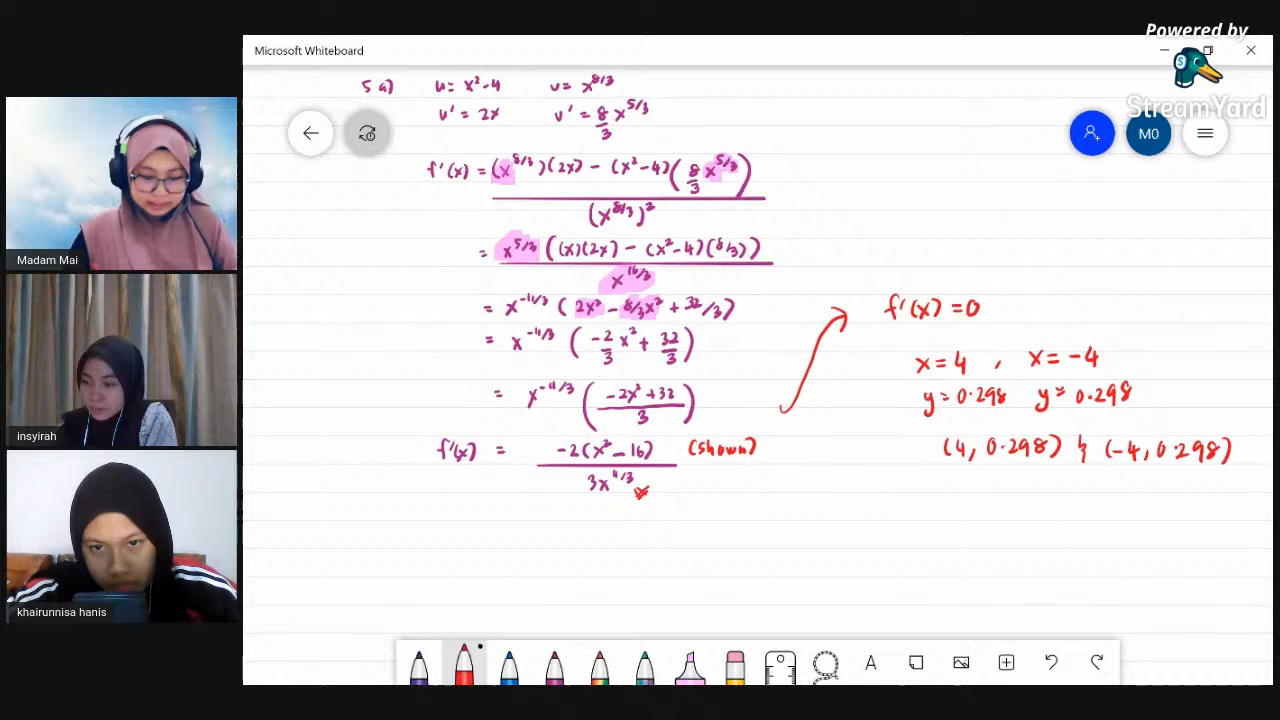 Powered by
StreamYard
Microsoft Whiteboard
M0
5 a) u = x²-4 v = x^8/3
u' = 2x v' = 8/3 x^5/3
f'(x) = (x^8/3)(2x) - (x²-4)(8/3 x^5/3)
(x^8/3)²
= x^5/3 ((x)(2x) - (x²-4)(8/3))
x^16/3
= x^-11/3 (2x² - 8/3x² + 32/3)
= x^-11/3 (-2/3 x² + 32/3)
= x^-11/3 (-2x² + 32 / 3)
f'(x) = -2(x² - 16) (shown)
3x^11/3
f'(x) = 0
x = 4 , x = -4
y = 0.298 y = 0.298
(4, 0.298) & (-4, 0.298)
Madam Mai
insyirah
khairunnisa hanis
A